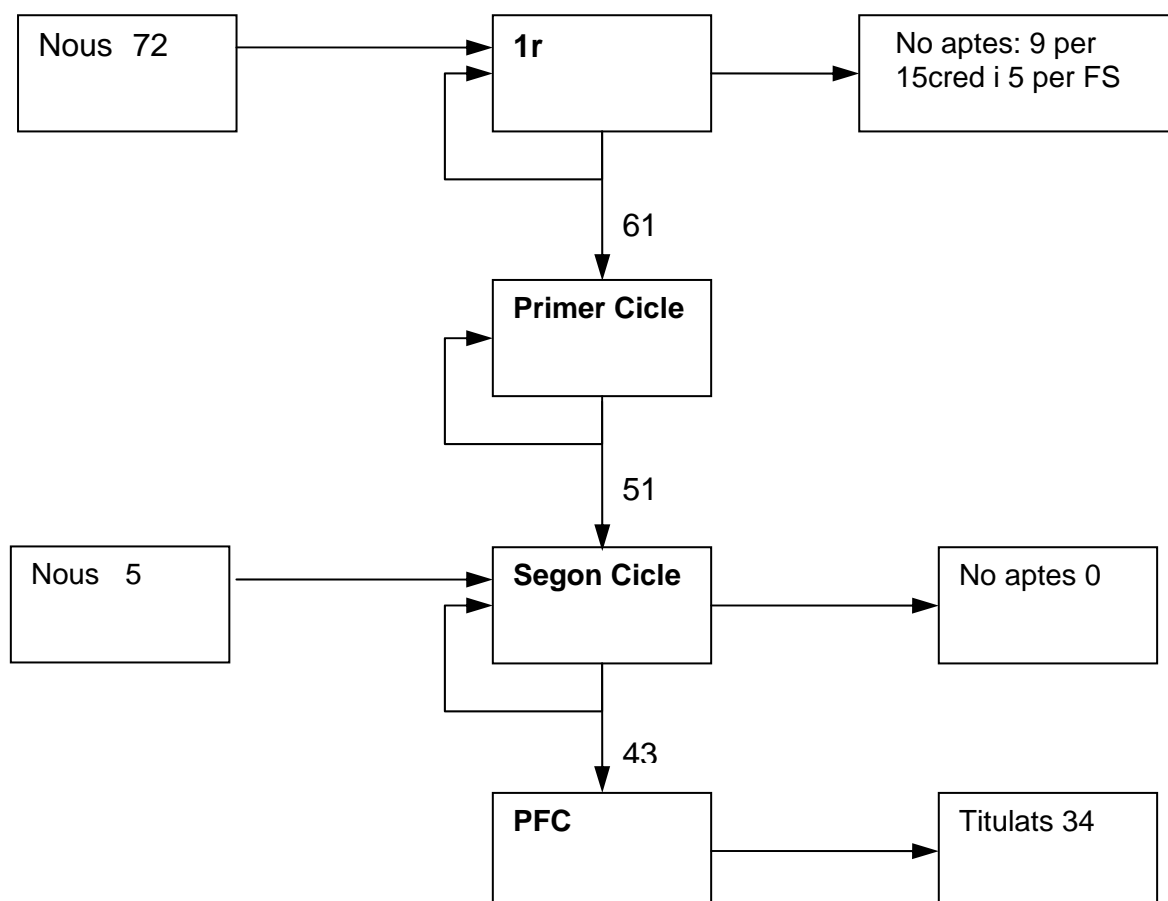 Nous 72
1r
No aptes: 9 per
15cred i 5 per FS
61
Primer Cicle
51
Nous 5
Segon Cicle
No aptes 0
43
PFC
Titulats 34